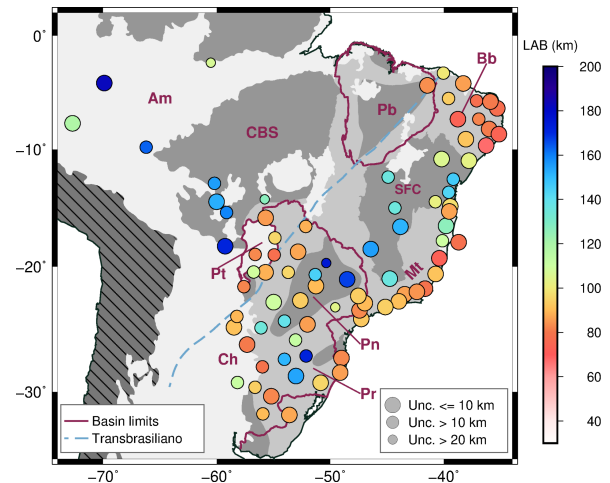 LAB (km)
0°
−10°
−20°
−30°
−70°
−60°
−50°
−40°
Bb
Am
Pb
CBS
SFC
Pt
Mt
Pn
Ch
Pr
Basin limits
Transbrasiliano
Unc. <= 10 km
Unc. > 10 km
Unc. > 20 km
200
180
160
140
120
100
80
60
40